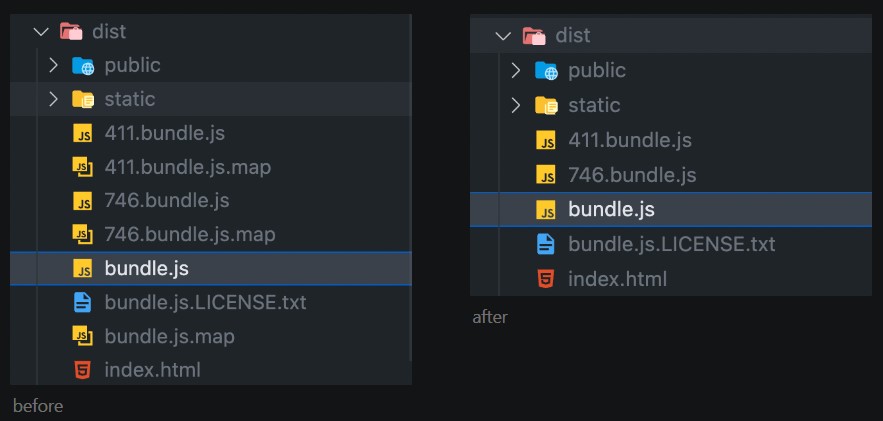 dist
public
static
411.bundle.js
411.bundle.js.map
746.bundle.js
746.bundle.js.map
bundle.js
bundle.js.LICENSE.txt
bundle.js.map
index.html
before
dist
public
static
411.bundle.js
746.bundle.js
bundle.js
bundle.js.LICENSE.txt
index.html
after